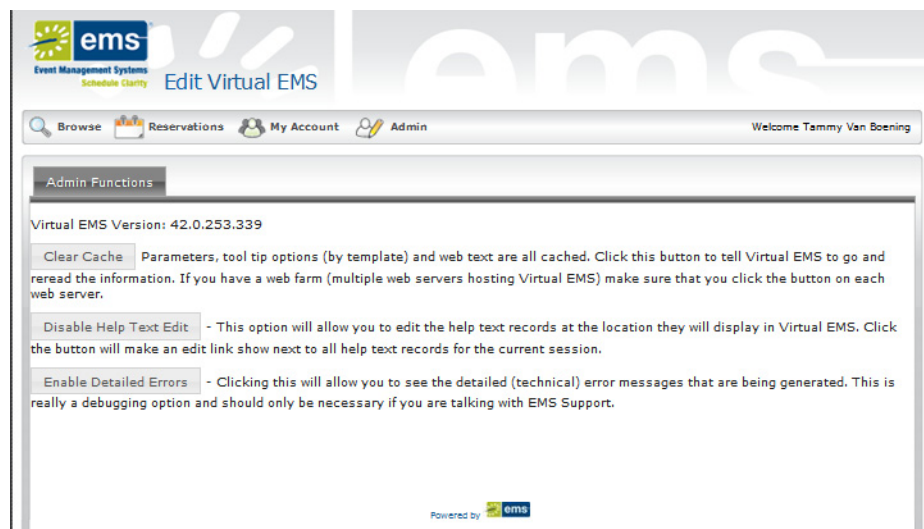 ems
Event Management Systems
Schedule Clarity
Edit Virtual EMS
ems
Browse Reservations My Account Admin Welcome Tammy Van Boening
Admin Functions
Virtual EMS Version: 42.0.253.339
Clear Cache Parameters, tool tip options (by template) and web text are all cached. Click this button to tell Virtual EMS to go and
reread the information. If you have a web farm (multiple web servers hosting Virtual EMS) make sure that you click the button on each
web server.
Disable Help Text Edit - This option will allow you to edit the help text records at the location they will display in Virtual EMS. Click
the button will make an edit link show next to all help text records for the current session.
Enable Detailed Errors - Clicking this will allow you to see the detailed (technical) error messages that are being generated. This is
really a debugging option and should only be necessary if you are talking with EMS Support.
Powered by ems